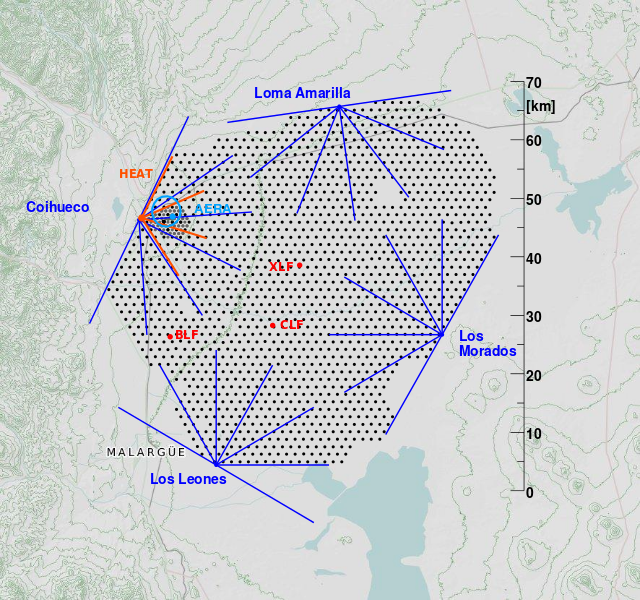 70
Loma Amarilla
[km]
60
HEAT
50
Coihueco
AERA
40
XLF
30
CLF
BLF
Los
Morados
20
10
MALARGÜE
Los Leones
0